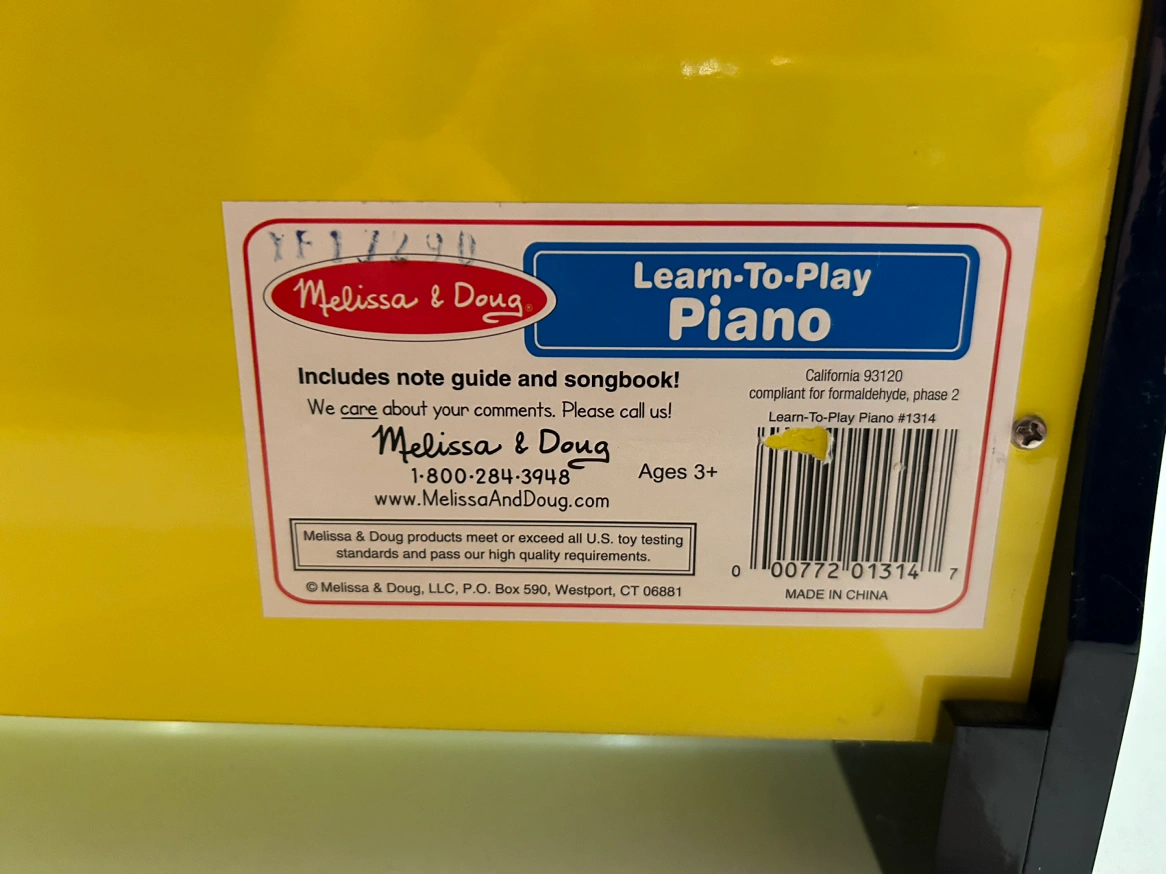 YF17290
Melissa & Doug®
Learn-To-Play
Piano
Includes note guide and songbook!
We care about your comments. Please call us!
Melissa & Doug
1-800-284-3948
www.MelissaAndDoug.com
Ages 3+
Melissa & Doug products meet or exceed all U.S. toy testing
standards and pass our high quality requirements.
© Melissa & Doug, LLC, P.O. Box 590, Westport, CT 06881
California 93120
compliant for formaldehyde, phase 2
Learn-To-Play Piano #1314
0 00772 01314 7
MADE IN CHINA